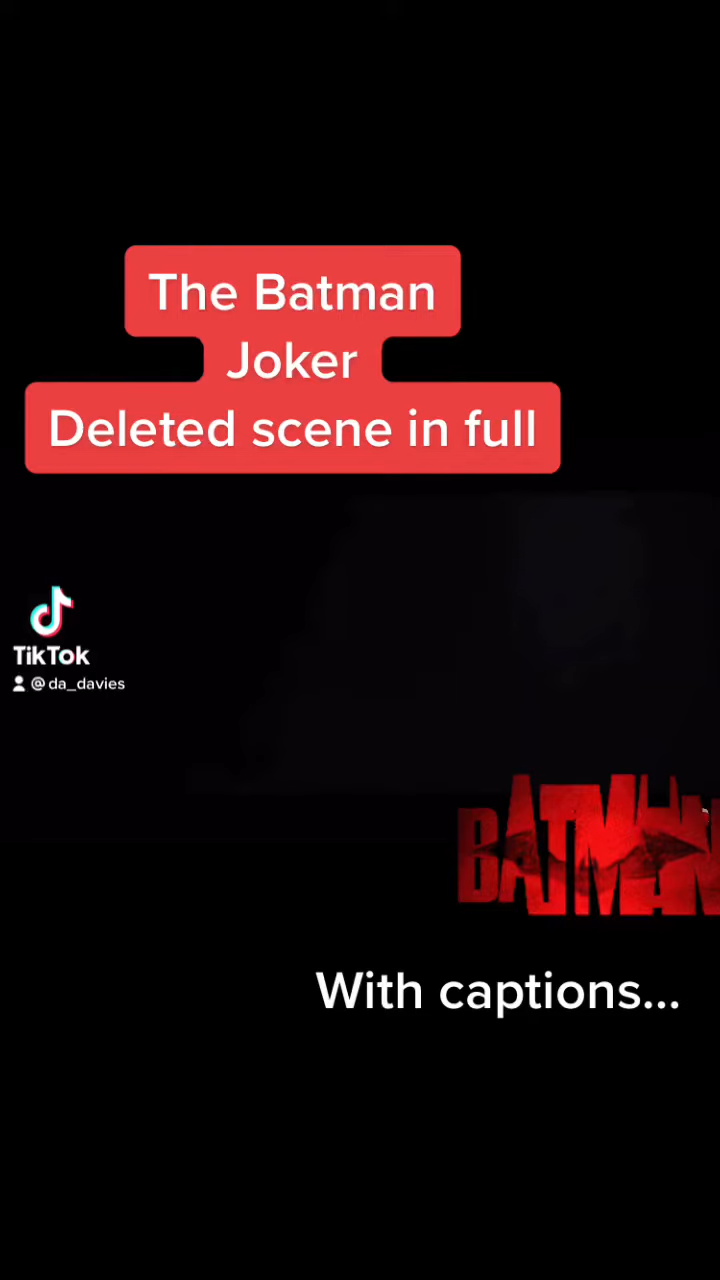 The Batman
Joker
Deleted scene in full
TikTok
@da_davies
BATMAN
With captions...